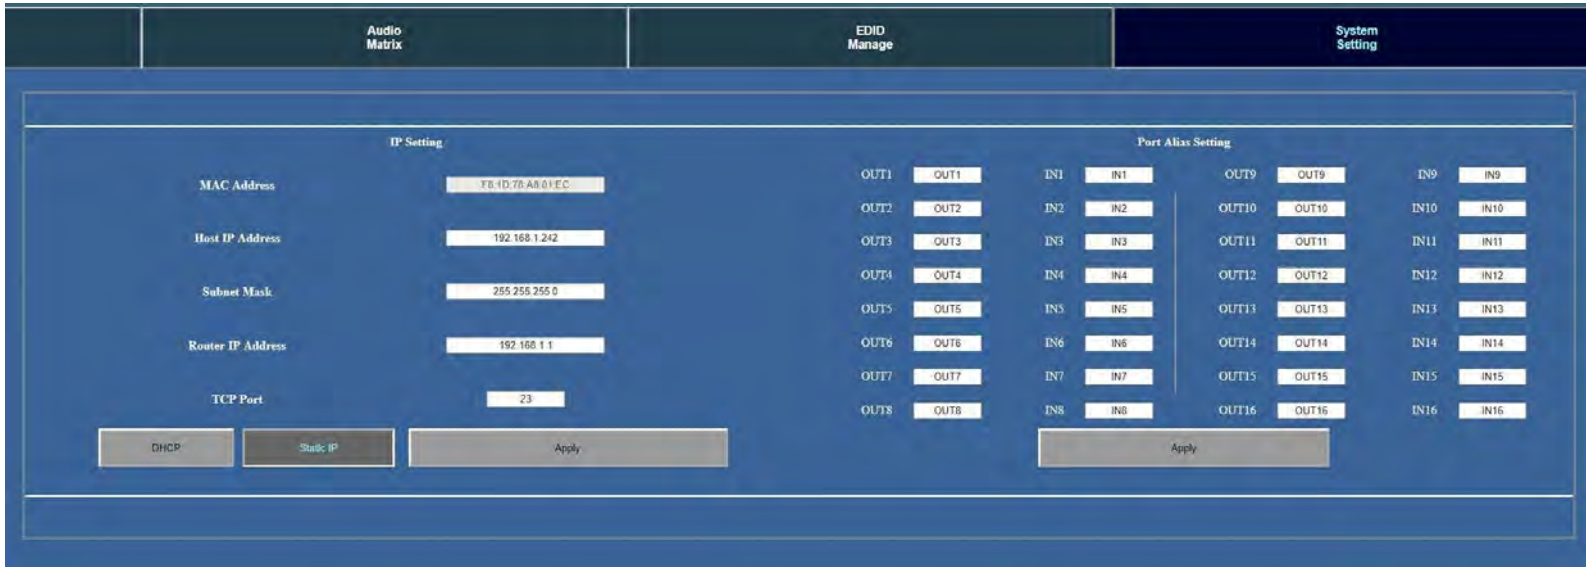 Audio
Matrix
EDID
Manage
System
Setting
IP Setting
MAC Address F8:1D:78:A8:01:EC
Host IP Address 192.168.1.242
Subnet Mask 255.255.255.0
Router IP Address 192.168.1.1
TCP Port 23
DHCP Static IP Apply
Port Alias Setting
OUT1 OUT1 IN1 IN1 OUT9 OUT9 IN9 IN9
OUT2 OUT2 IN2 IN2 OUT10 OUT10 IN10 IN10
OUT3 OUT3 IN3 IN3 OUT11 OUT11 IN11 IN11
OUT4 OUT4 IN4 IN4 OUT12 OUT12 IN12 IN12
OUT5 OUT5 IN5 IN5 OUT13 OUT13 IN13 IN13
OUT6 OUT6 IN6 IN6 OUT14 OUT14 IN14 IN14
OUT7 OUT7 IN7 IN7 OUT15 OUT15 IN15 IN15
OUT8 OUT8 IN8 IN8 OUT16 OUT16 IN16 IN16
Apply